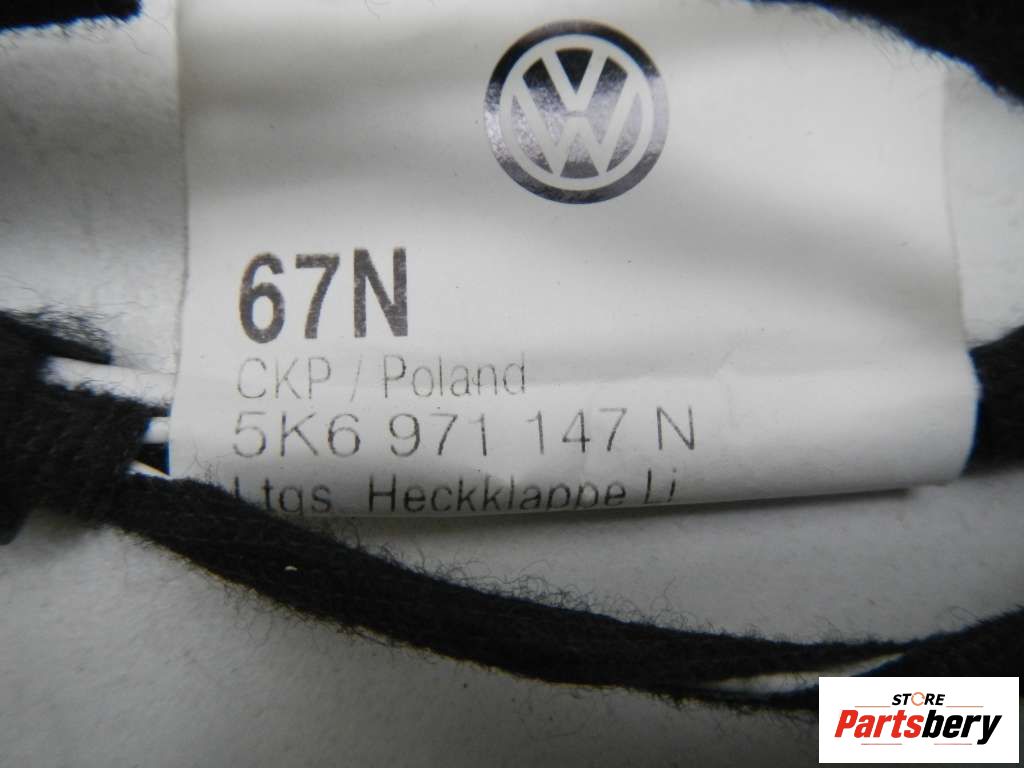 67N
CKP / Poland
5K6 971 147 N
Ltgs. Heckklappe Li
STORE
Partsbery